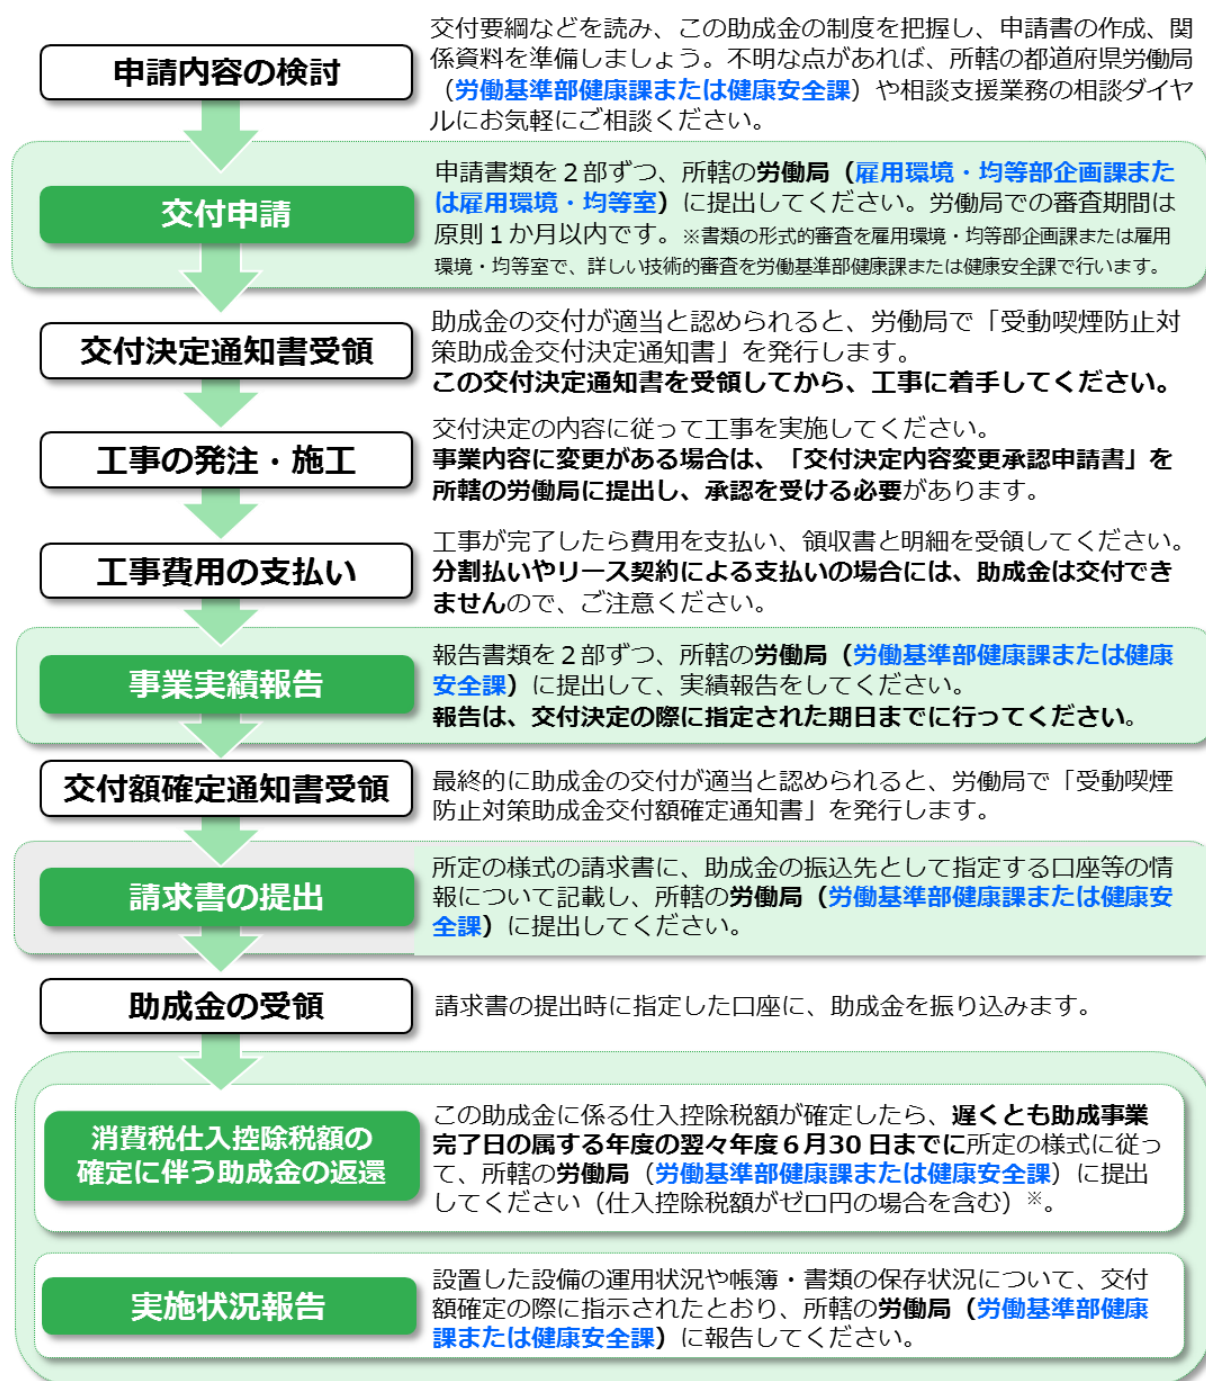 申請内容の検討
交付要綱などを読み、この助成金の制度を把握し、申請書の作成、関
係資料を準備しましょう。不明な点があれば、所轄の都道府県労働局
（労働基準部健康課または健康安全課）や相談支援業務の相談ダイヤ
ルにお気軽にご相談ください。
交付申請
申請書類を２部ずつ、所轄の労働局（雇用環境・均等部企画課また
は雇用環境・均等室）に提出してください。労働局での審査期間は
原則１か月以内です。※書類の形式的審査を雇用環境・均等部企画課または雇用
環境・均等室で、詳しい技術的審査を労働基準部健康課または健康安全課で行います。
交付決定通知書受領
助成金の交付が適当と認められると、労働局で「受動喫煙防止対
策助成金交付決定通知書」を発行します。
この交付決定通知書を受領してから、工事に着手してください。
工事の発注・施工
交付決定の内容に従って工事を実施してください。
事業内容に変更がある場合は、「交付決定内容変更承認申請書」を
所轄の労働局に提出し、承認を受ける必要があります。
工事費用の支払い
工事が完了したら費用を支払い、領収書と明細を受領してください。
分割払いやリース契約による支払いの場合には、助成金は交付でき
ませんので、ご注意ください。
事業実績報告
報告書類を２部ずつ、所轄の労働局（労働基準部健康課または健康
安全課）に提出して、実績報告をしてください。
報告は、交付決定の際に指定された期日までに行ってください。
交付額確定通知書受領
最終的に助成金の交付が適当と認められると、労働局で「受動喫煙
防止対策助成金交付額確定通知書」を発行します。
請求書の提出
所定の様式の請求書に、助成金の振込先として指定する口座等の情
報について記載し、所轄の労働局（労働基準部健康課または健康安
全課）に提出してください。
助成金の受領
請求書の提出時に指定した口座に、助成金を振り込みます。
消費税仕入控除税額の
確定に伴う助成金の返還
この助成金に係る仕入控除税額が確定したら、遅くとも助成事業
完了日の属する年度の翌々年度６月30 日までに所定の様式に従っ
て、所轄の労働局（労働基準部健康課または健康安全課）に提出
してください（仕入控除税額がゼロ円の場合を含む）※。
実施状況報告
設置した設備の運用状況や帳簿・書類の保存状況について、交付
額確定の際に指示されたとおり、所轄の労働局（労働基準部健康
課または健康安全課）に報告してください。